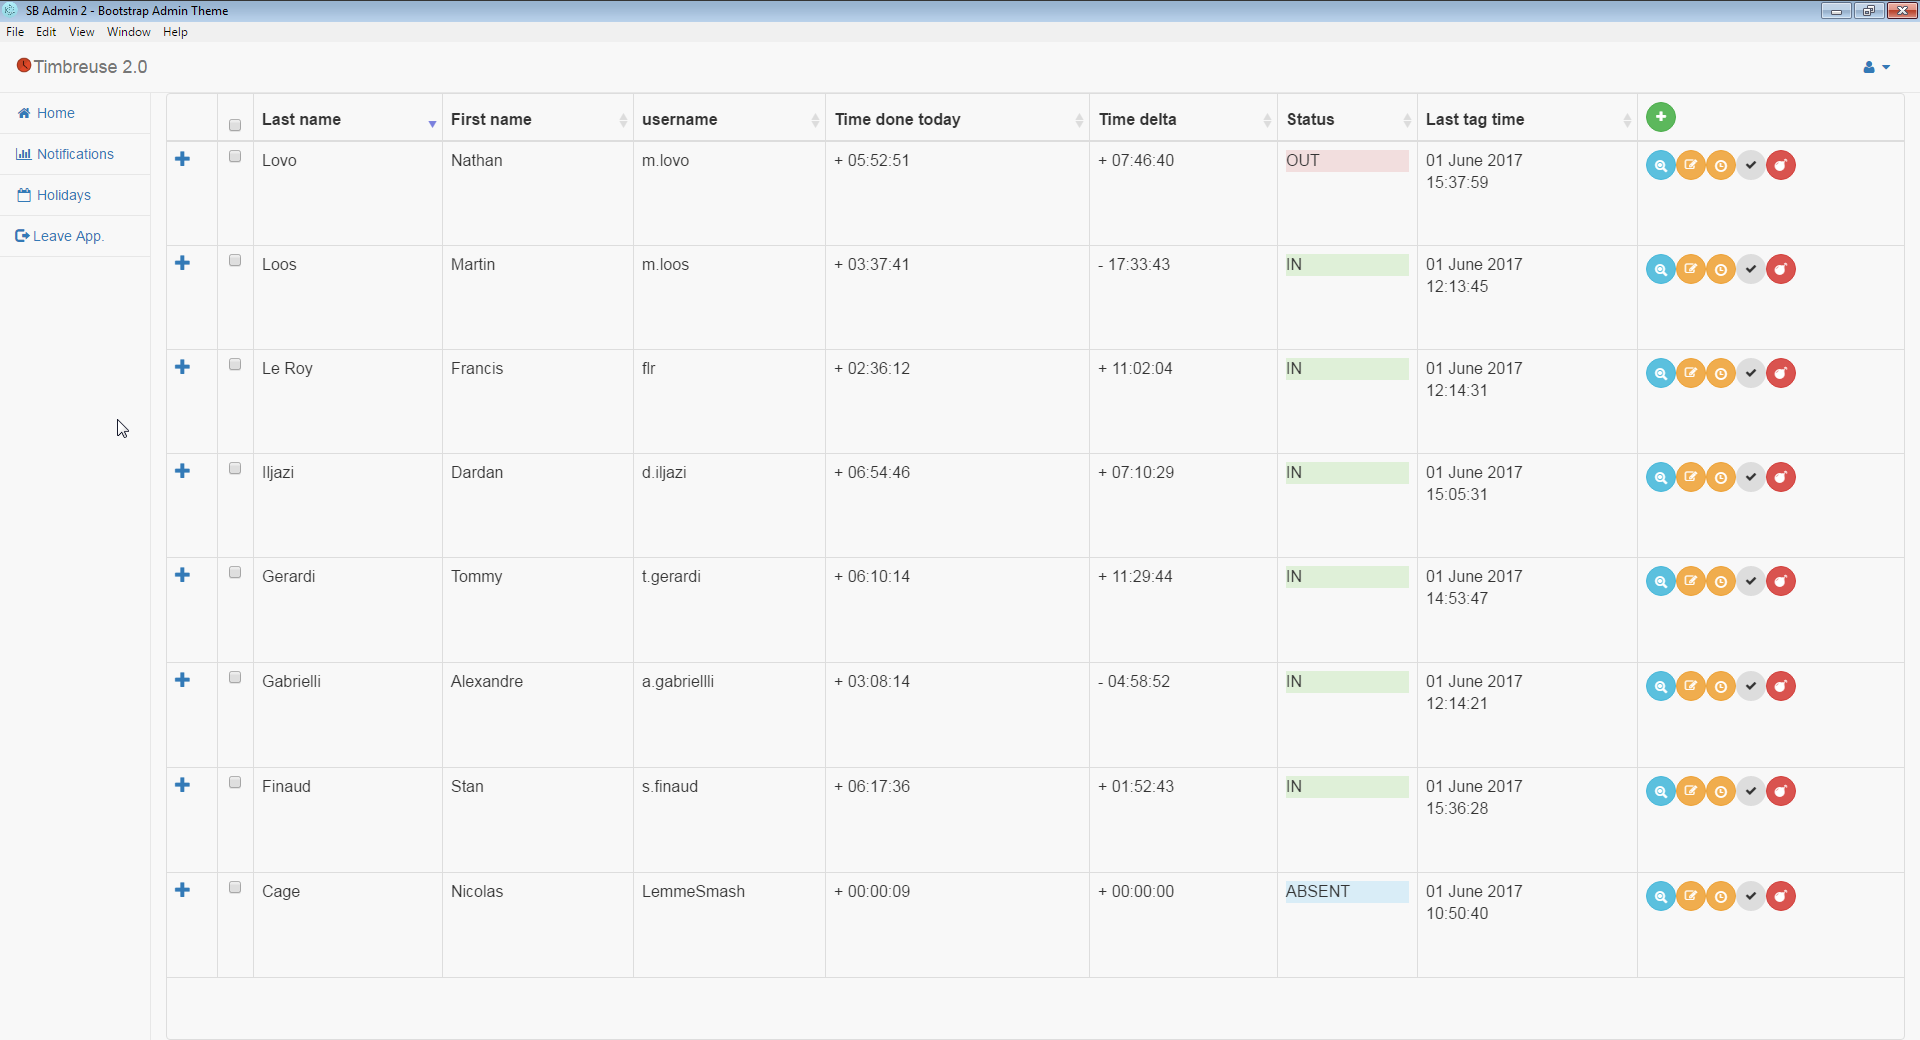 SB Admin 2 - Bootstrap Admin Theme
File Edit View Window Help
Timbreuse 2.0
Home
Notifications
Holidays
Leave App.
Last name First name username Time done today Time delta Status Last tag time
Lovo Nathan m.lovo + 05:52:51 + 07:46:40 OUT 01 June 2017
15:37:59
Loos Martin m.loos + 03:37:41 - 17:33:43 IN 01 June 2017
12:13:45
Le Roy Francis flr + 02:36:12 + 11:02:04 IN 01 June 2017
12:14:31
Iljazi Dardan d.iljazi + 06:54:46 + 07:10:29 IN 01 June 2017
15:05:31
Gerardi Tommy t.gerardi + 06:10:14 + 11:29:44 IN 01 June 2017
14:53:47
Gabrielli Alexandre a.gabriellli + 03:08:14 - 04:58:52 IN 01 June 2017
12:14:21
Finaud Stan s.finaud + 06:17:36 + 01:52:43 IN 01 June 2017
15:36:28
Cage Nicolas LemmeSmash + 00:00:09 + 00:00:00 ABSENT 01 June 2017
10:50:40